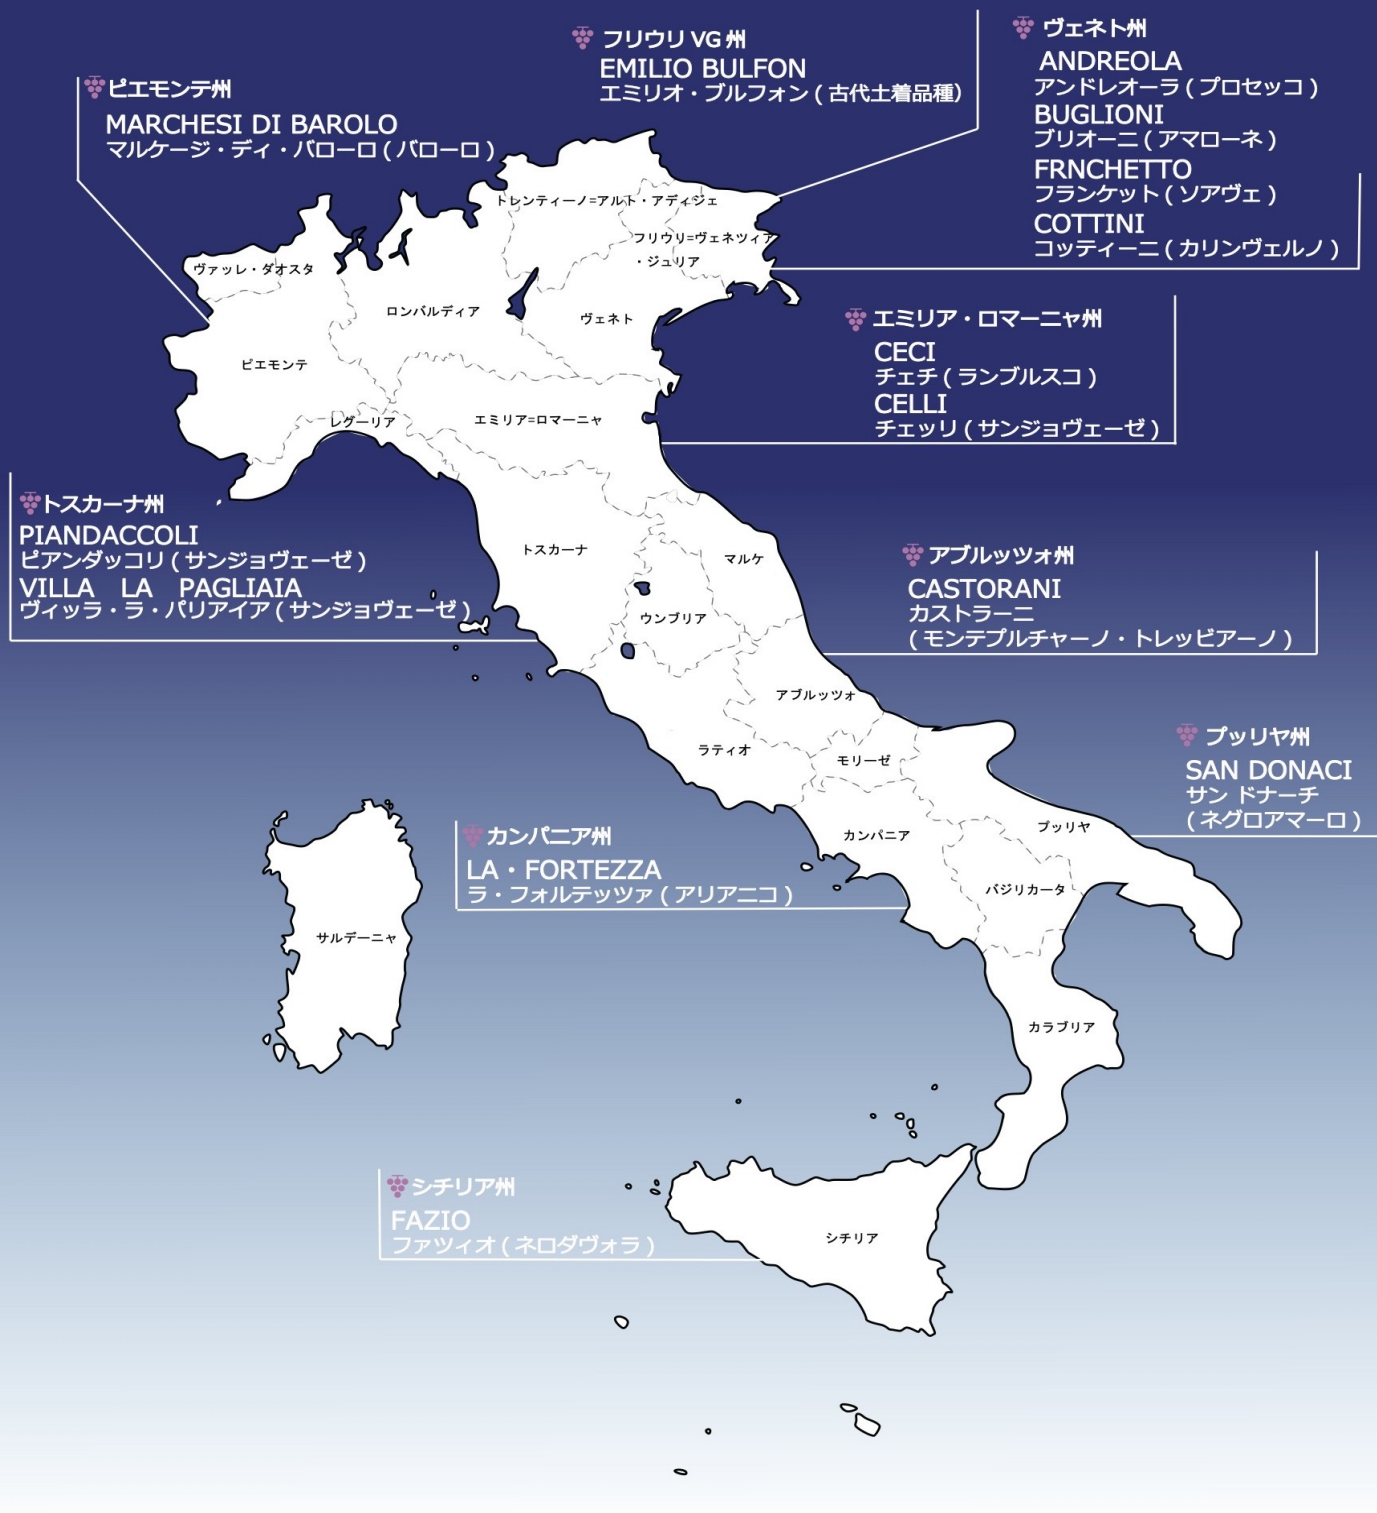 フリウリ VG 州
EMILIO BULFON
エミリオ・ブルフォン ( 古代土着品種)
ヴェネト州
ANDREOLA
アンドレオーラ ( プロセッコ )
BUGLIONI
ブリオーニ ( アマローネ )
FRNCHETTO
フランケット ( ソアヴェ )
COTTINI
コッティーニ ( カリンヴェルノ )
ピエモンテ州
MARCHESI DI BAROLO
マルケージ・ディ・バローロ ( バローロ )
トレンティーノ=アルト・アディジェ
フリウリ=ヴェネツィア
・ジュリア
ヴァッレ・ダオスタ
ロンバルディア
ヴェネト
ピエモンテ
エミリア・ロマーニャ州
CECI
チェチ ( ランブルスコ )
CELLI
チェッリ ( サンジョヴェーゼ )
レグーリア
エミリア=ロマーニャ
トスカーナ州
PIANDACCOLI
ピアンダッコリ ( サンジョヴェーゼ )
VILLA LA PAGLIAIA
ヴィッラ・ラ・パリアイア ( サンジョヴェーゼ )
トスカーナ
マルケ
ウンブリア
アブルッツォ州
CASTORANI
カストラーニ
( モンテプルチャーノ・トレッビアーノ )
アブルッツォ
ラティオ
モリーゼ
プッリヤ州
SAN DONACI
サン ドナーチ
( ネグロアマーロ )
カンパニア州
LA・FORTEZZA
ラ・フォルテッツァ ( アリアニコ )
カンパニア
プッリヤ
バジリカータ
サルデーニャ
カラブリア
シチリア州
FAZIO
ファツィオ ( ネロダヴォラ )
シチリア